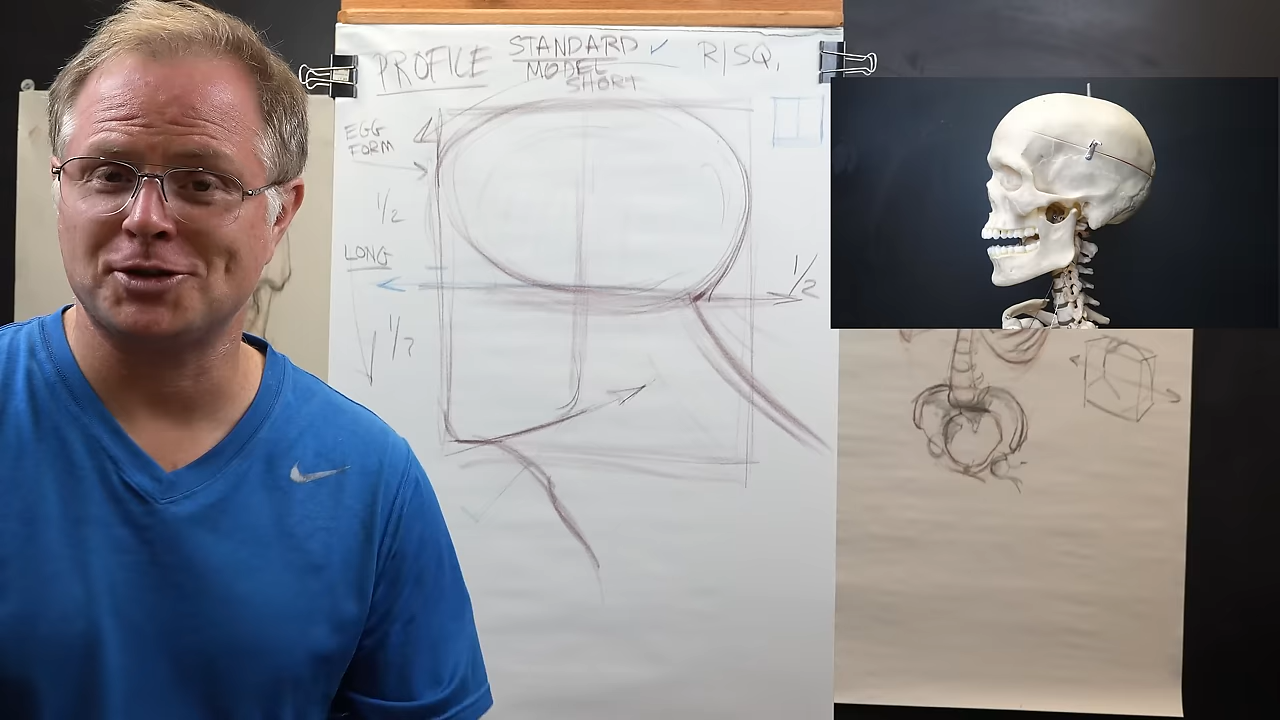 PROFILE
STANDARD ✓
MODEL
SHORT
R/SQ.
EGG
FORM
1/2
LONG
1/2
1/2